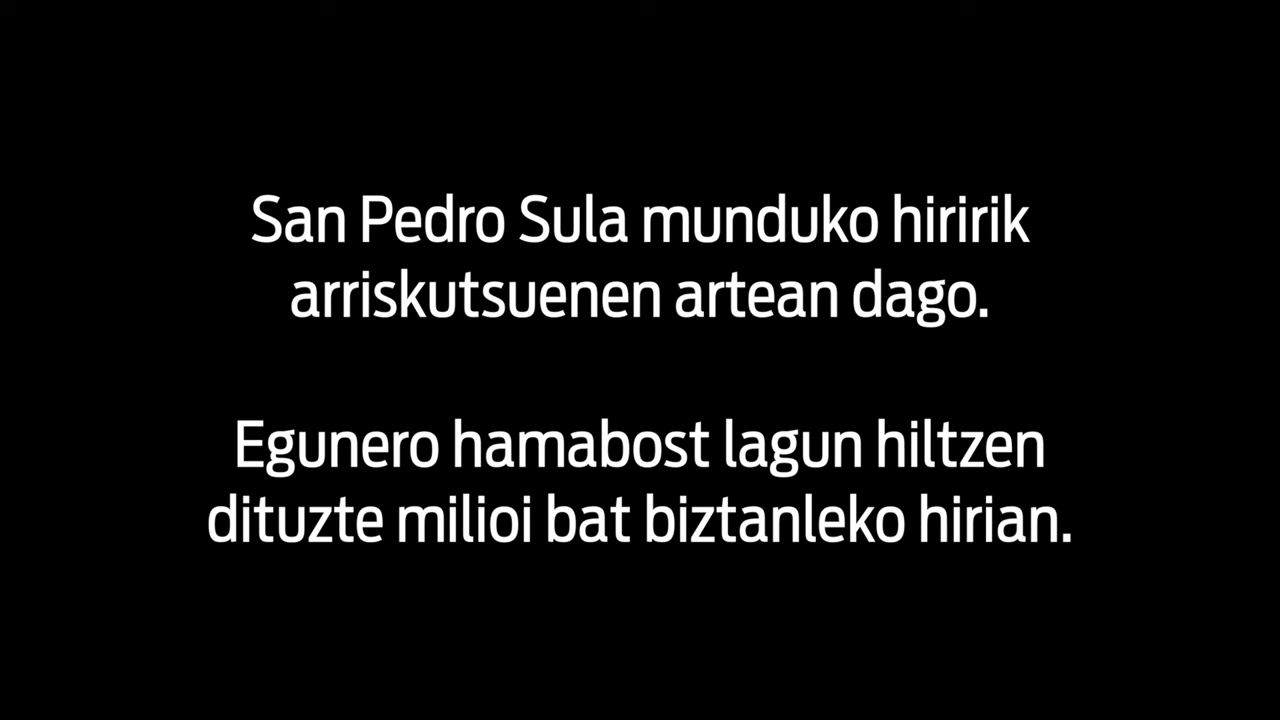 San Pedro Sula munduko hiririk
arriskutsuenen artean dago.
Egunero hamabost lagun hiltzen
dituzte milioi bat biztanleko hirian.